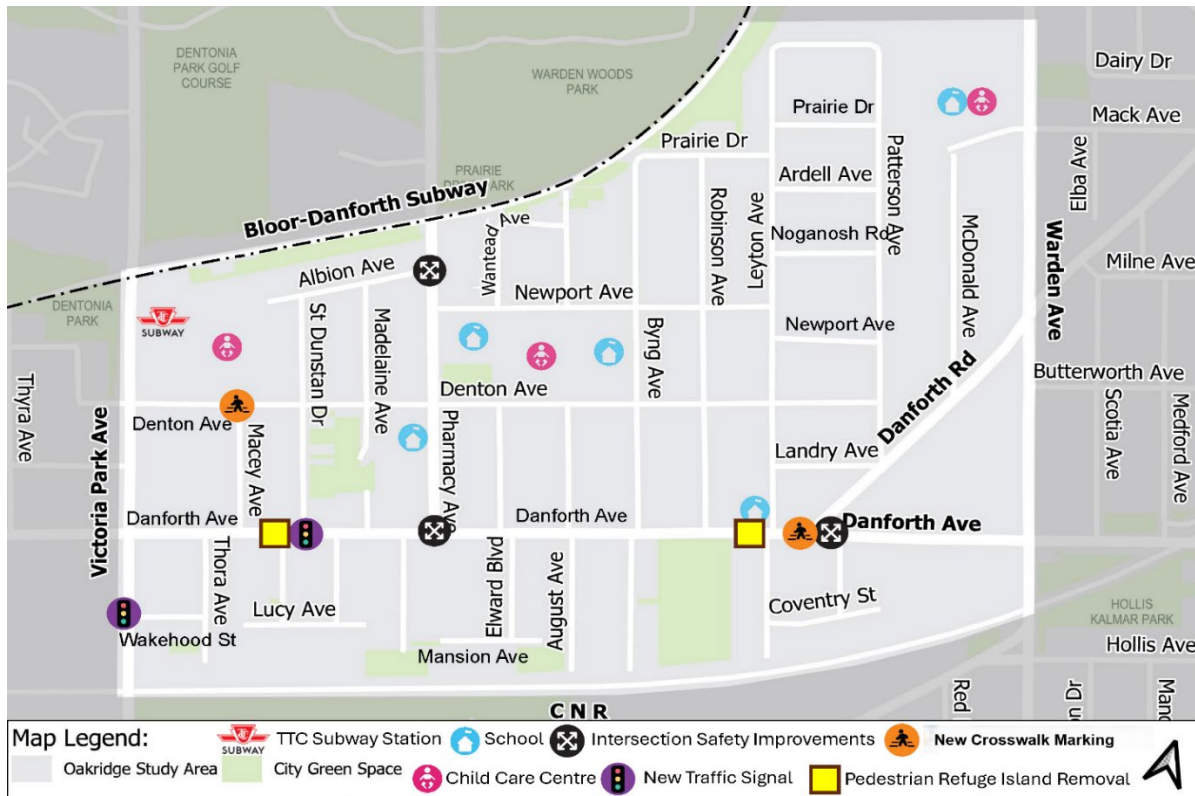 DENTONIA
PARK GOLF
COURSE
WARDEN WOODS
PARK
Dairy Dr
Mack Ave
Prairie Dr
Prairie Dr
Elba Ave
Ardell Ave
Patterson Ave
PRAIRIE
Bloor-Danforth Subway
Robinson Ave
Leyton Ave
Noganosh Rd
McDonald Ave
Warden Ave
Wantead Ave
Milne Ave
Albion Ave
Newport Ave
DENTONIA
PARK
SUBWAY
St Dunstan Dr
Madelaine Ave
Byng Ave
Newport Ave
Thyra Ave
Denton Ave
Butterworth Ave
Denton Ave
Danforth Rd
Scotia Ave
Medford Ave
Victoria Park Ave
Macey Ave
Pharmacy Ave
Landry Ave
Danforth Ave
Danforth Ave
Danforth Ave
Thora Ave
Lucy Ave
Elward Blvd
August Ave
Coventry St
HOLLIS
KALMAR PARK
Wakehood St
Mansion Ave
Hollis Ave
Red
Dr
CNR
Map Legend:
SUBWAY
TTC Subway Station
School
Intersection Safety Improvements
New Crosswalk Marking
Oakridge Study Area
City Green Space
Child Care Centre
New Traffic Signal
Pedestrian Refuge Island Removal